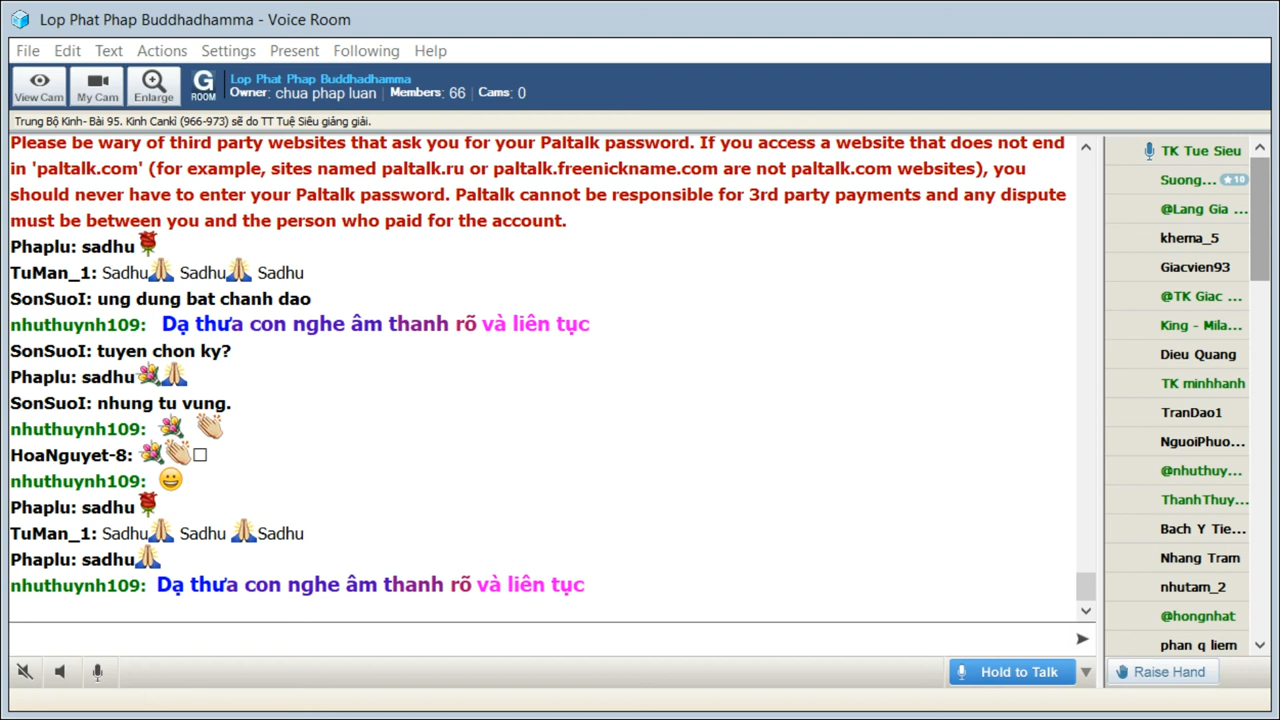 Lop Phat Phap Buddhadhamma - Voice Room
File Edit Text Actions Settings Present Following Help
View Cam
My Cam
Enlarge
G ROOM
Lop Phat Phap Buddhadhamma
Owner: chua phap luan | Members: 66 | Cams: 0
Trung Bộ Kinh- Bài 95. Kinh Cankì (966-973) sẽ do TT Tuệ Siêu giảng giải.
Please be wary of third party websites that ask you for your Paltalk password. If you access a website that does not end
in 'paltalk.com' (for example, sites named paltalk.ru or paltalk.freenickname.com are not paltalk.com websites), you
should never have to enter your Paltalk password. Paltalk cannot be responsible for 3rd party payments and any dispute
must be between you and the person who paid for the account.
Phaplu: sadhu
TuMan_1: Sadhu Sadhu Sadhu
SonSuoI: ung dung bat chanh dao
nhuthuynh109: Dạ thưa con nghe âm thanh rõ và liên tục
SonSuoI: tuyen chon ky?
Phaplu: sadhu
SonSuoI: nhung tu vung.
nhuthuynh109:
HoaNguyet-8:
nhuthuynh109:
Phaplu: sadhu
TuMan_1: Sadhu Sadhu Sadhu
Phaplu: sadhu
nhuthuynh109: Dạ thưa con nghe âm thanh rõ và liên tục
TK Tue Sieu
Suong... 10
@Lang Gia ...
khema_5
Giacvien93
@TK Giac ...
King - Mila...
Dieu Quang
TK minhhanh
TranDao1
NguoiPhuo...
@nhuthuy...
ThanhThuy...
Bach Y Tie...
Nhang Tram
nhutam_2
@hongnhat
phan q liem
Hold to Talk
Raise Hand